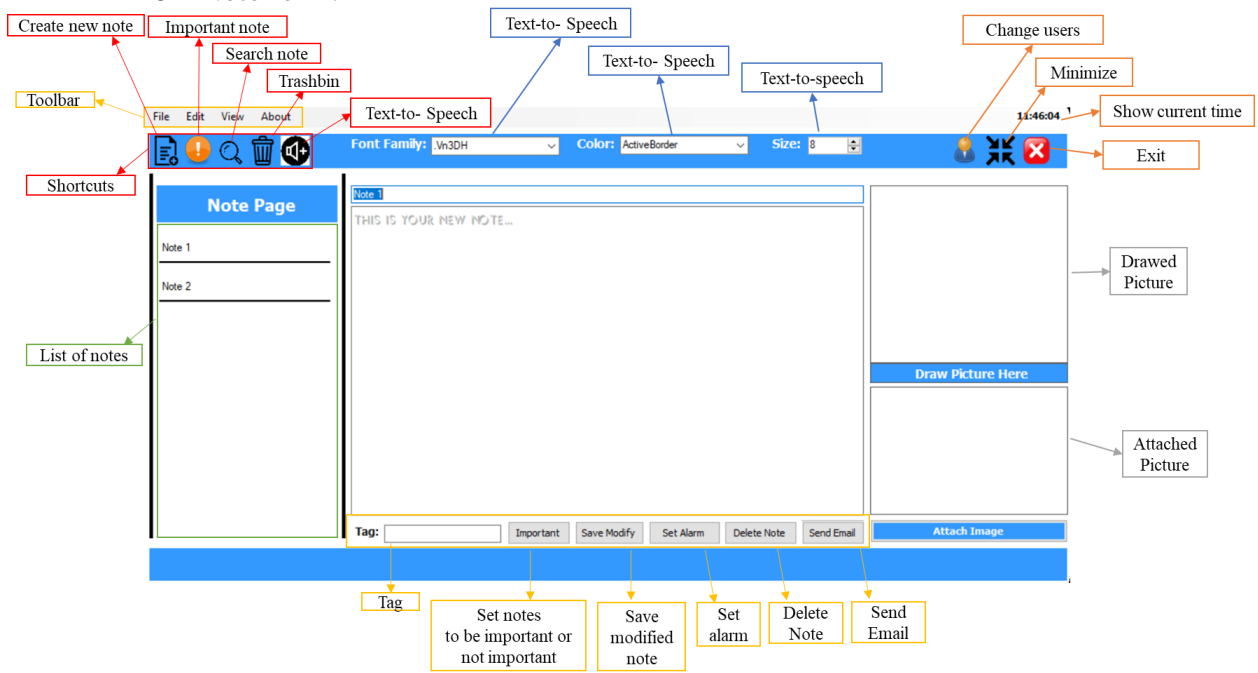 Create new note
Important note
Search note
Trashbin
Toolbar
Text-to- Speech
Text-to- Speech
Text-to- Speech
Text-to-speech
Change users
Minimize
Show current time
Exit
File Edit View About
11:46:04
Font Family: .Vn3DH Color: ActiveBorder Size: 8
Shortcuts
Note Page
Note 1
Note 2
List of notes
Note 1
THIS IS YOUR NEW NOTE...
Drawed
Picture
Draw Picture Here
Attached
Picture
Attach Image
Tag: Important Save Modify Set Alarm Delete Note Send Email
Tag
Set notes
to be important or
not important
Save
modified
note
Set
alarm
Delete
Note
Send
Email